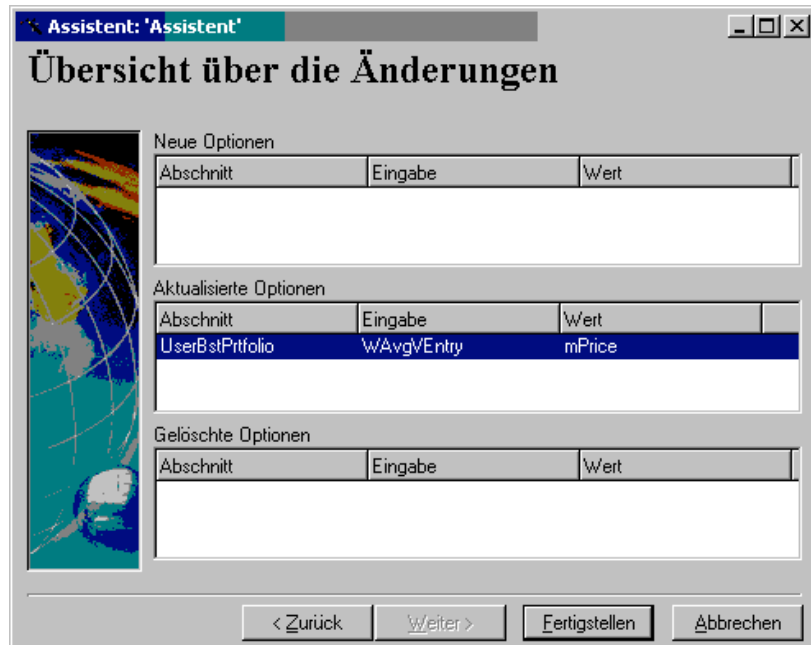 Assistent: 'Assistent'
Übersicht über die Änderungen
Neue Optionen
Abschnitt Eingabe Wert
Aktualisierte Optionen
Abschnitt Eingabe Wert
UserBstPrtfolio WAvgVEntry mPrice
Gelöschte Optionen
Abschnitt Eingabe Wert
< Zurück Weiter > Fertigstellen Abbrechen